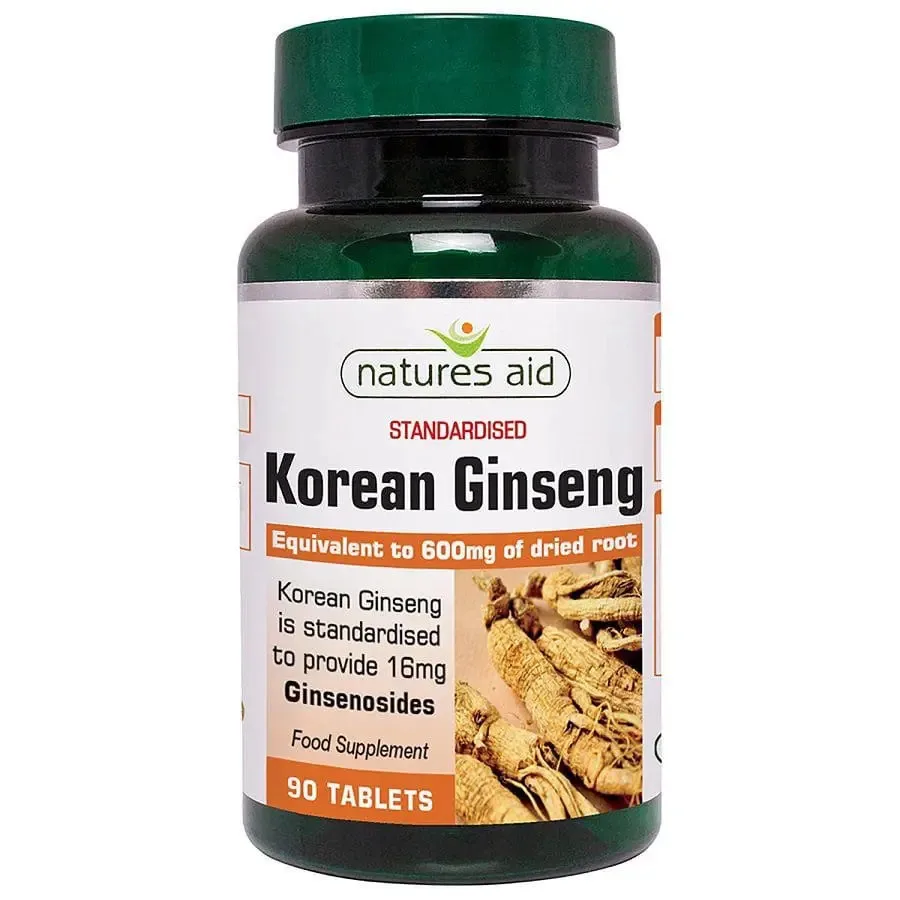 natures aid
STANDARDISED
Korean Ginseng
Equivalent to 600mg of dried root
Korean Ginseng
is standardised
to provide 16mg
Ginsenosides
Food Supplement
90 TABLETS